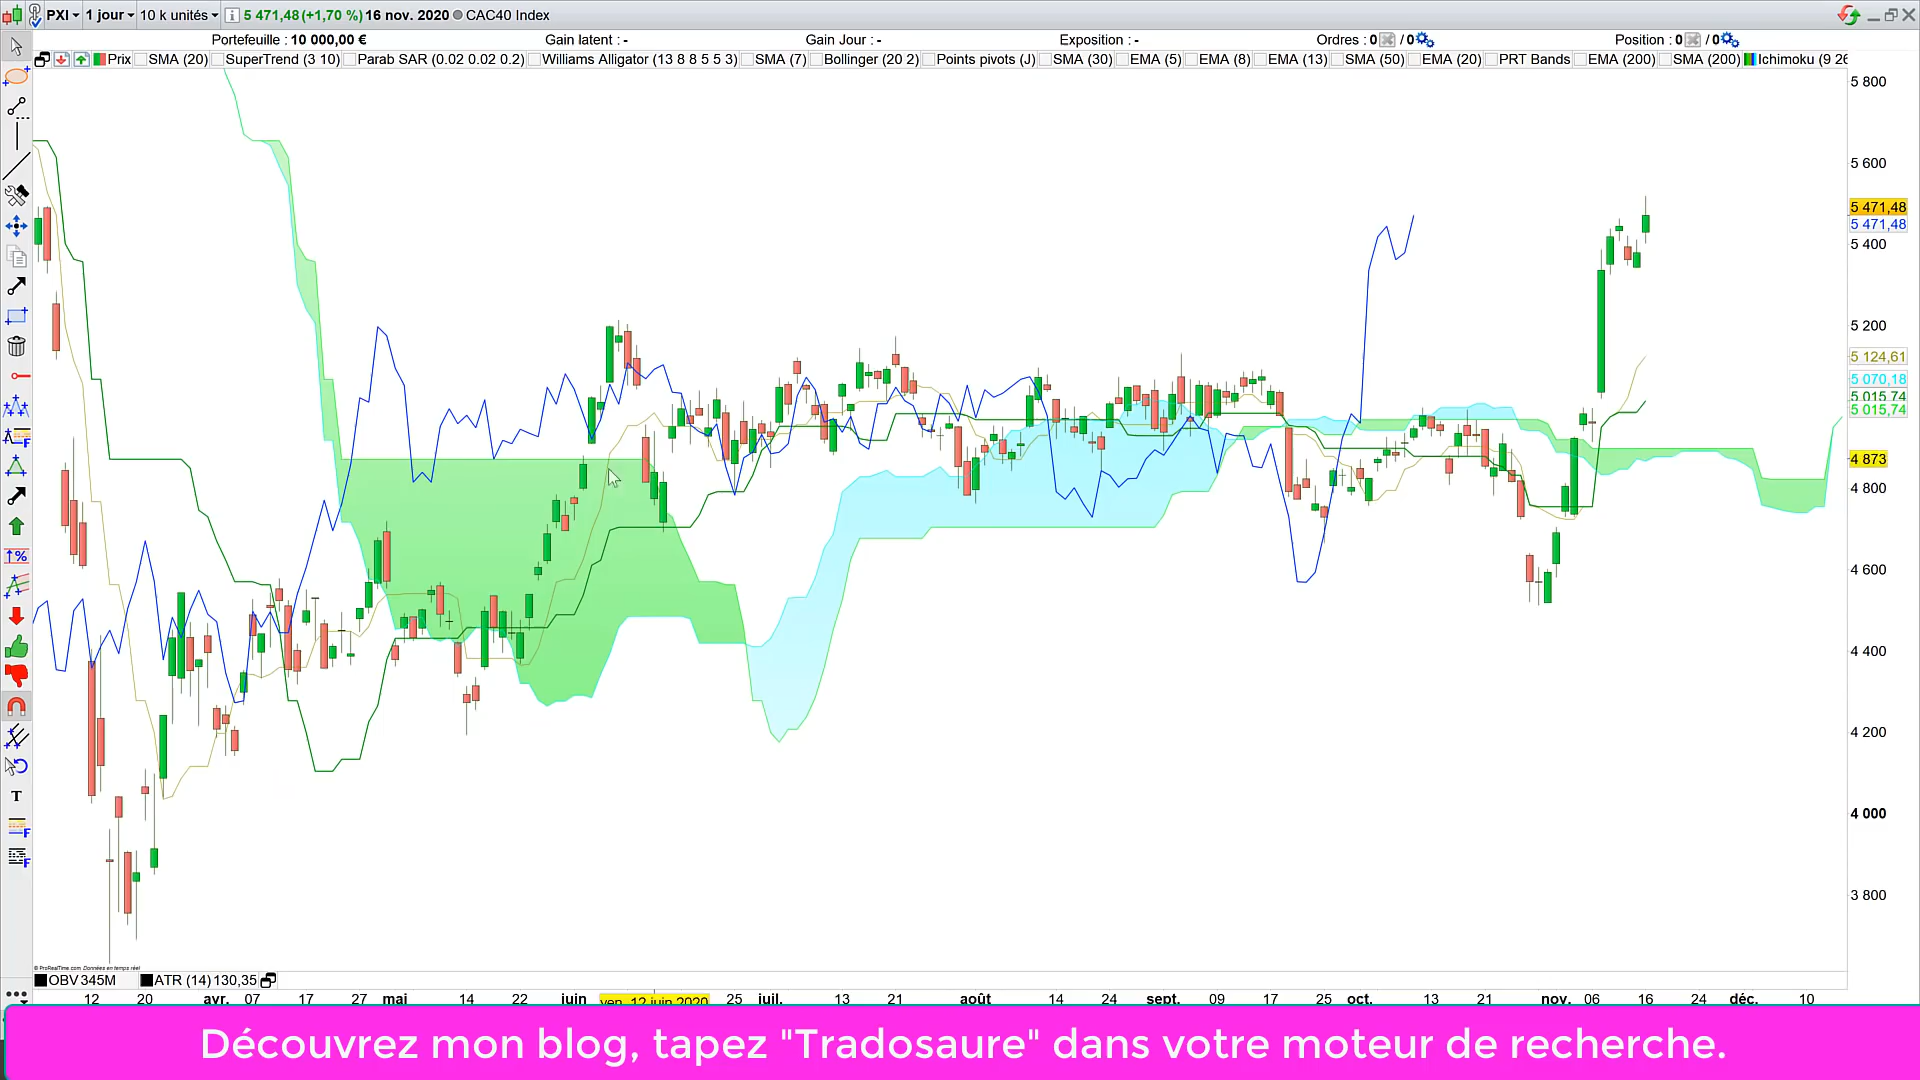 PXI 1 jour 10 k unités 5 471,48 (+1,70 %) 16 nov. 2020 CAC40 Index
Portefeuille : 10 000,00 € Gain latent : - Gain Jour : - Exposition : - Ordres : 0 / 0 Position : 0 / 0
Prix SMA (20) SuperTrend (3 10) Parab SAR (0.02 0.02 0.2) Williams Alligator (13 8 8 5 5 3) SMA (7) Bollinger (20 2) Points pivots (J) SMA (30) EMA (5) EMA (8) EMA (13) SMA (50) EMA (20) PRT Bands EMA (200) SMA (200) Ichimoku (9 26
5 800
5 600
5 471,48
5 471,48
5 400
5 200
5 124,61
5 070,18
5 015,74
5 015,74
4 873
4 800
4 600
4 400
4 200
4 000
3 800
%
T
F
F
F
© ProRealTime.com Données en temps réel
OBV 345M ATR (14) 130,35
12 20 avr. 07 17 27 mai 14 22 juin ven. 12 juin 2020 25 juil. 13 21 août 14 24 sept. 09 17 25 oct. 13 21 nov. 06 16 24 déc. 10
Découvrez mon blog, tapez "Tradosaure" dans votre moteur de recherche.